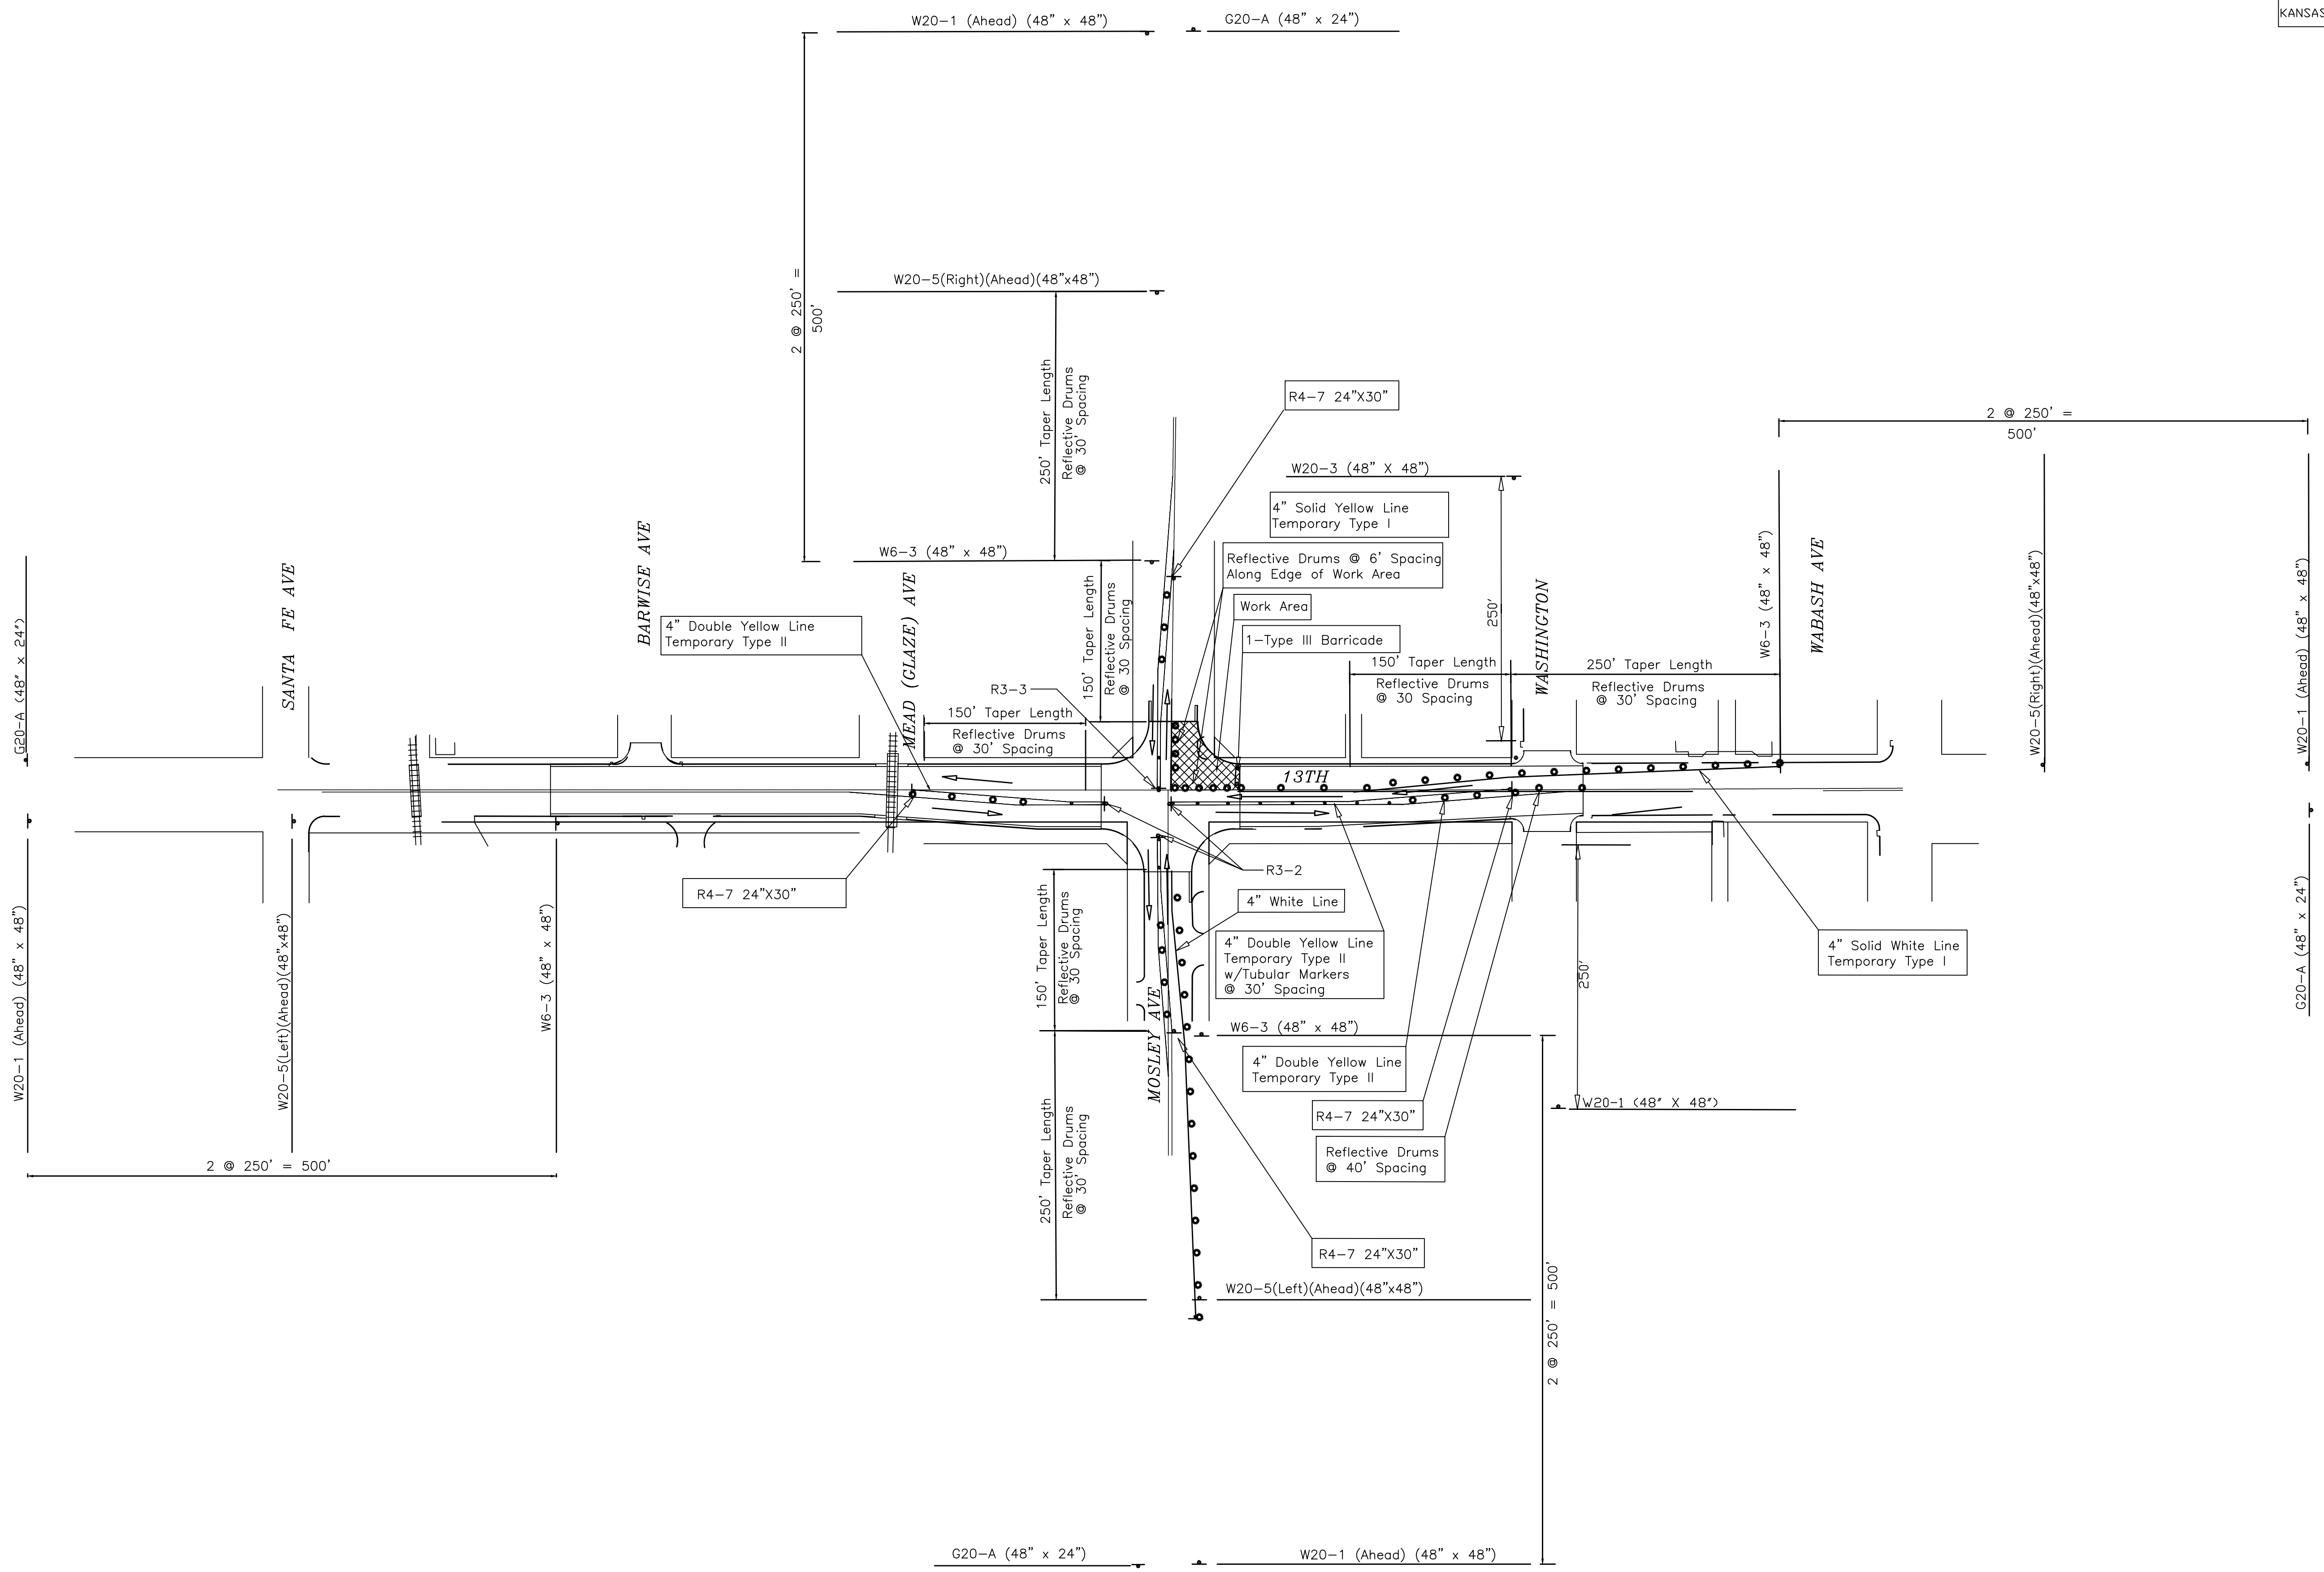 KANSAS
W20-1 (Ahead) (48" x 48")
G20-A (48" x 24")
2 @ 250' =
500'
W20-5(Right)(Ahead)(48"x48")
250' Taper Length
Reflective Drums
@ 30' Spacing
R4-7 24"X30"
2 @ 250' =
500'
W20-3 (48" X 48")
4" Solid Yellow Line
Temporary Type I
W6-3 (48" x 48")
Reflective Drums @ 6' Spacing
Along Edge of Work Area
Work Area
1-Type III Barricade
250'
150' Taper Length
Reflective Drums
@ 30 Spacing
150' Taper Length
Reflective Drums
@ 30 Spacing
250' Taper Length
Reflective Drums
@ 30' Spacing
W6-3 (48" x 48")
W20-5(Right)(Ahead)(48"x48")
W20-1 (Ahead) (48" x 48")
G20-A (48" x 24")
SANTA FE AVE
BARWISE AVE
MEAD (GLAZE) AVE
WASHINGTON
WABASH AVE
4" Double Yellow Line
Temporary Type II
R3-3
150' Taper Length
Reflective Drums
@ 30' Spacing
13TH
R3-2
R4-7 24"X30"
4" White Line
4" Double Yellow Line
Temporary Type II
w/Tubular Markers
@ 30' Spacing
4" Solid White Line
Temporary Type I
W20-1 (Ahead) (48" x 48")
W20-5(Left)(Ahead)(48"x48")
W6-3 (48" x 48")
G20-A (48" x 24")
150' Taper Length
Reflective Drums
@ 30 Spacing
MOSLEY AVE
250'
W6-3 (48" x 48")
4" Double Yellow Line
Temporary Type II
W20-1 (48" X 48")
R4-7 24"X30"
Reflective Drums
@ 40' Spacing
2 @ 250' = 500'
250' Taper Length
Reflective Drums
@ 30' Spacing
R4-7 24"X30"
W20-5(Left)(Ahead)(48"x48")
2 @ 250' = 500'
G20-A (48" x 24")
W20-1 (Ahead) (48" x 48")